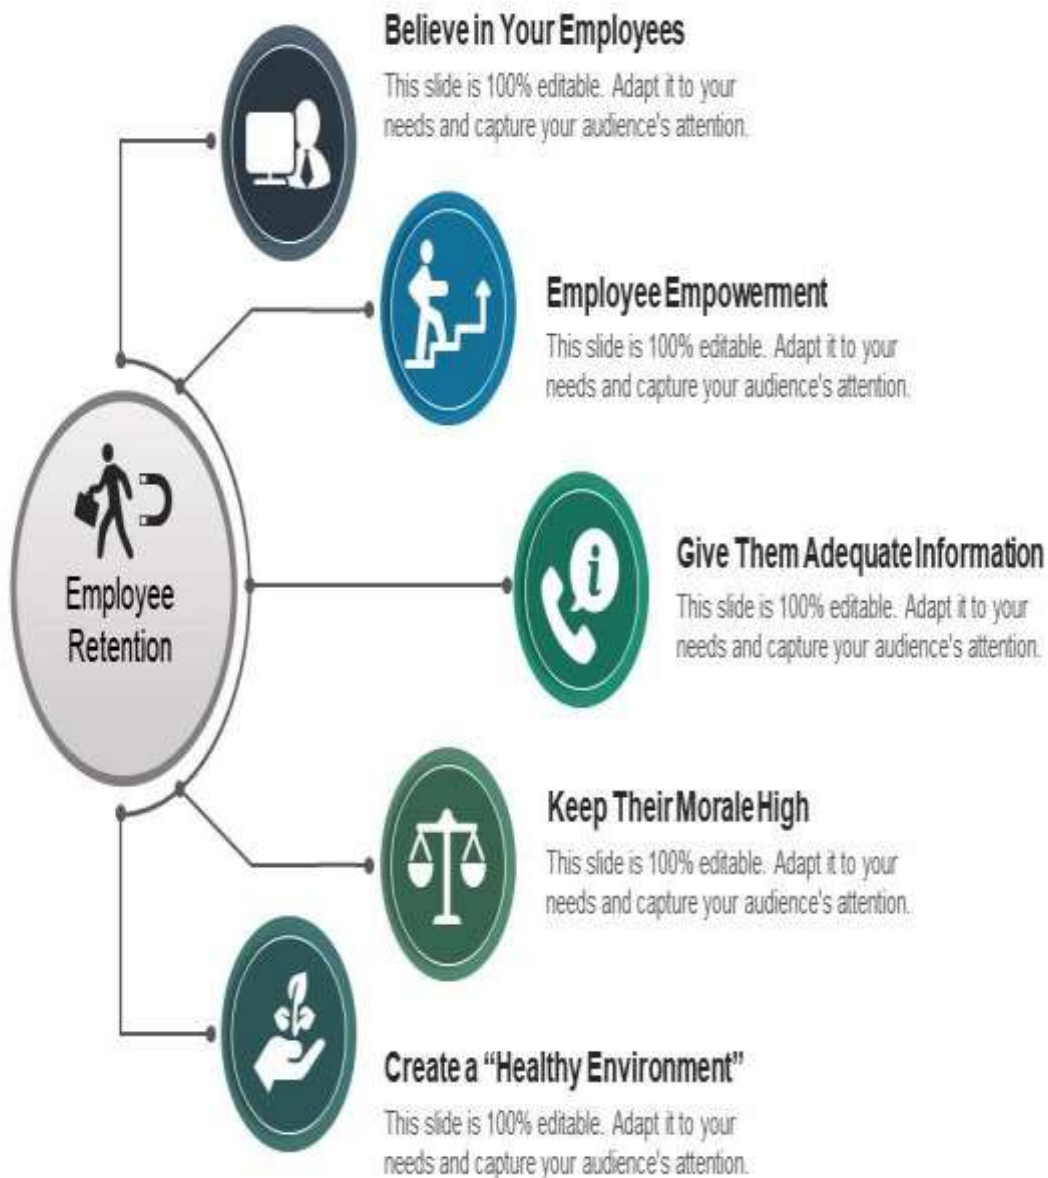 Believe in Your Employees
This slide is 100% editable. Adapt it to your
needs and capture your audience's attention.
Employee Empowerment
This slide is 100% editable. Adapt it to your
needs and capture your audience's attention.
Employee
Retention
Give Them Adequate Information
This slide is 100% editable. Adapt it to your
needs and capture your audience's attention.
Keep Their Morale High
This slide is 100% editable. Adapt it to your
needs and capture your audience's attention.
Create a “Healthy Environment”
This slide is 100% editable. Adapt it to your
needs and capture your audience's attention.